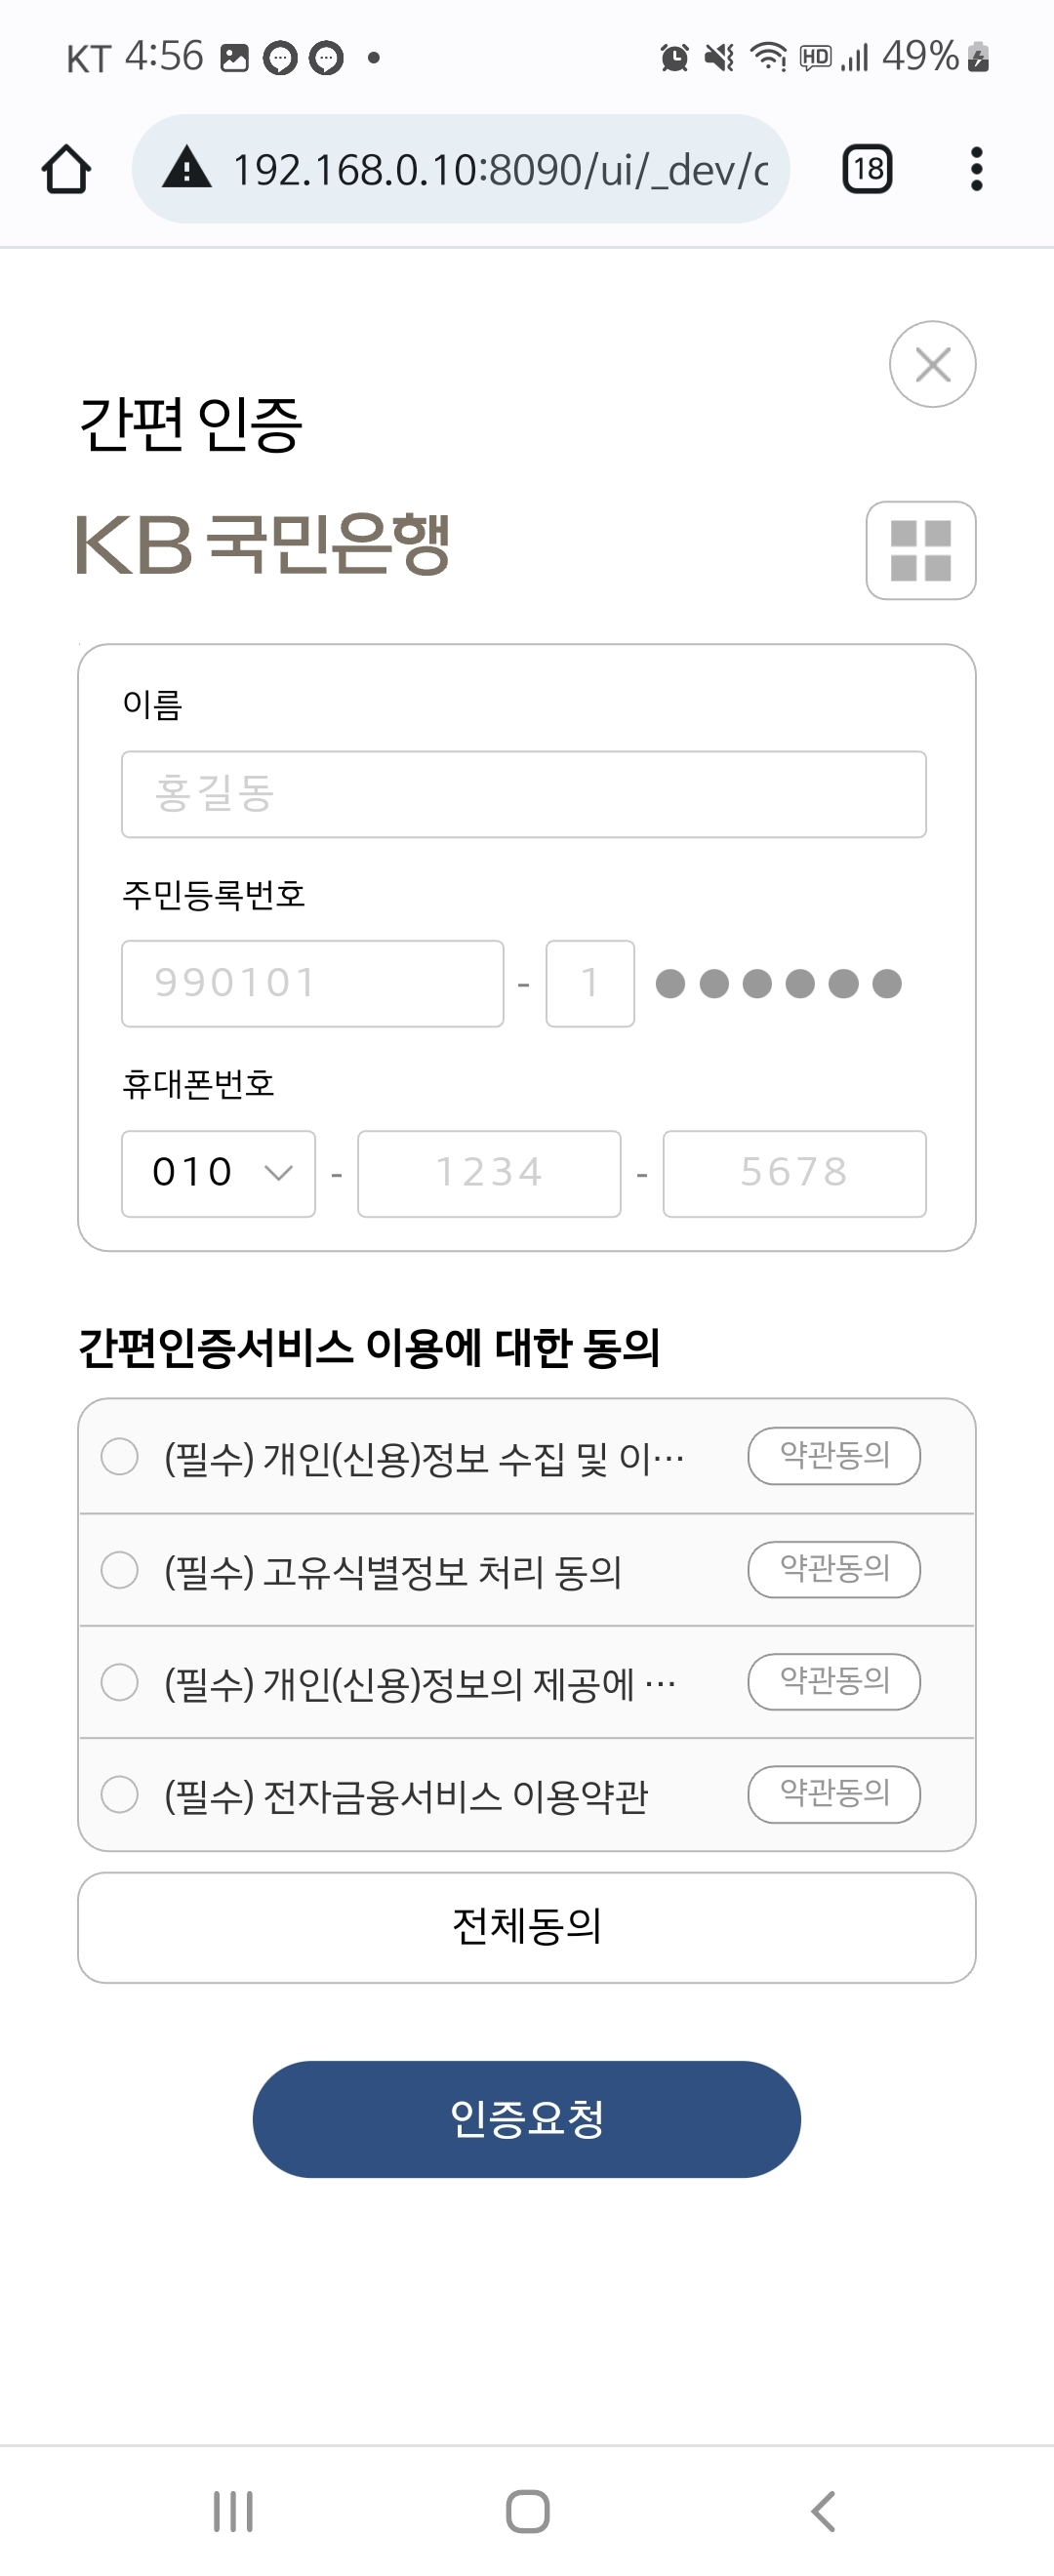 KT 4:56 HD 49%
192.168.0.10:8090/ui/_dev/c
18
간편 인증
KB 국민은행
이름
홍길동
주민등록번호
990101 - 1 ●●●●●●
휴대폰번호
010 - 1234 - 5678
간편인증서비스 이용에 대한 동의
(필수) 개인(신용)정보 수집 및 이… 약관동의
(필수) 고유식별정보 처리 동의 약관동의
(필수) 개인(신용)정보의 제공에 … 약관동의
(필수) 전자금융서비스 이용약관 약관동의
전체동의
인증요청